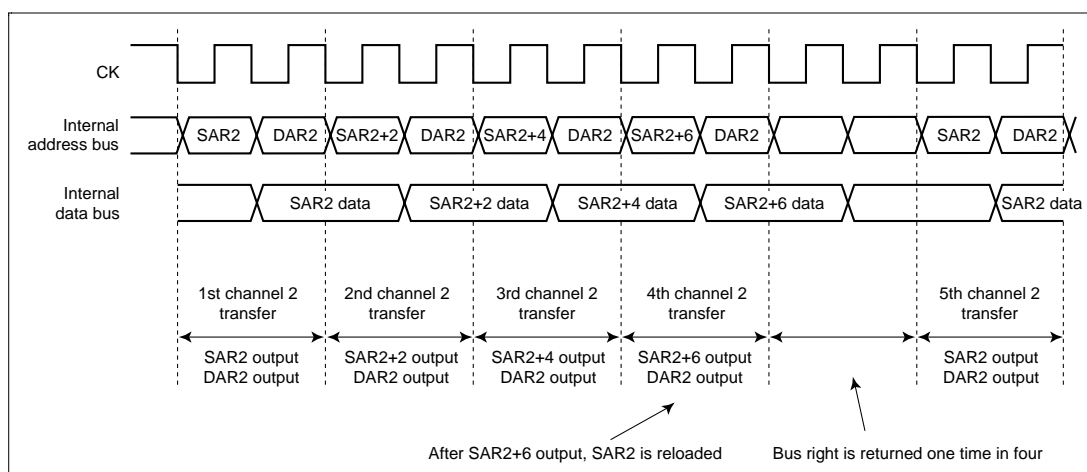 CK
Internal
address bus
SAR2 DAR2 SAR2+2 DAR2 SAR2+4 DAR2 SAR2+6 DAR2 SAR2 DAR2
Internal
data bus
SAR2 data SAR2+2 data SAR2+4 data SAR2+6 data SAR2 data
1st channel 2
transfer
2nd channel 2
transfer
3rd channel 2
transfer
4th channel 2
transfer
5th channel 2
transfer
SAR2 output
DAR2 output
SAR2+2 output
DAR2 output
SAR2+4 output
DAR2 output
SAR2+6 output
DAR2 output
SAR2 output
DAR2 output
After SAR2+6 output, SAR2 is reloaded
Bus right is returned one time in four